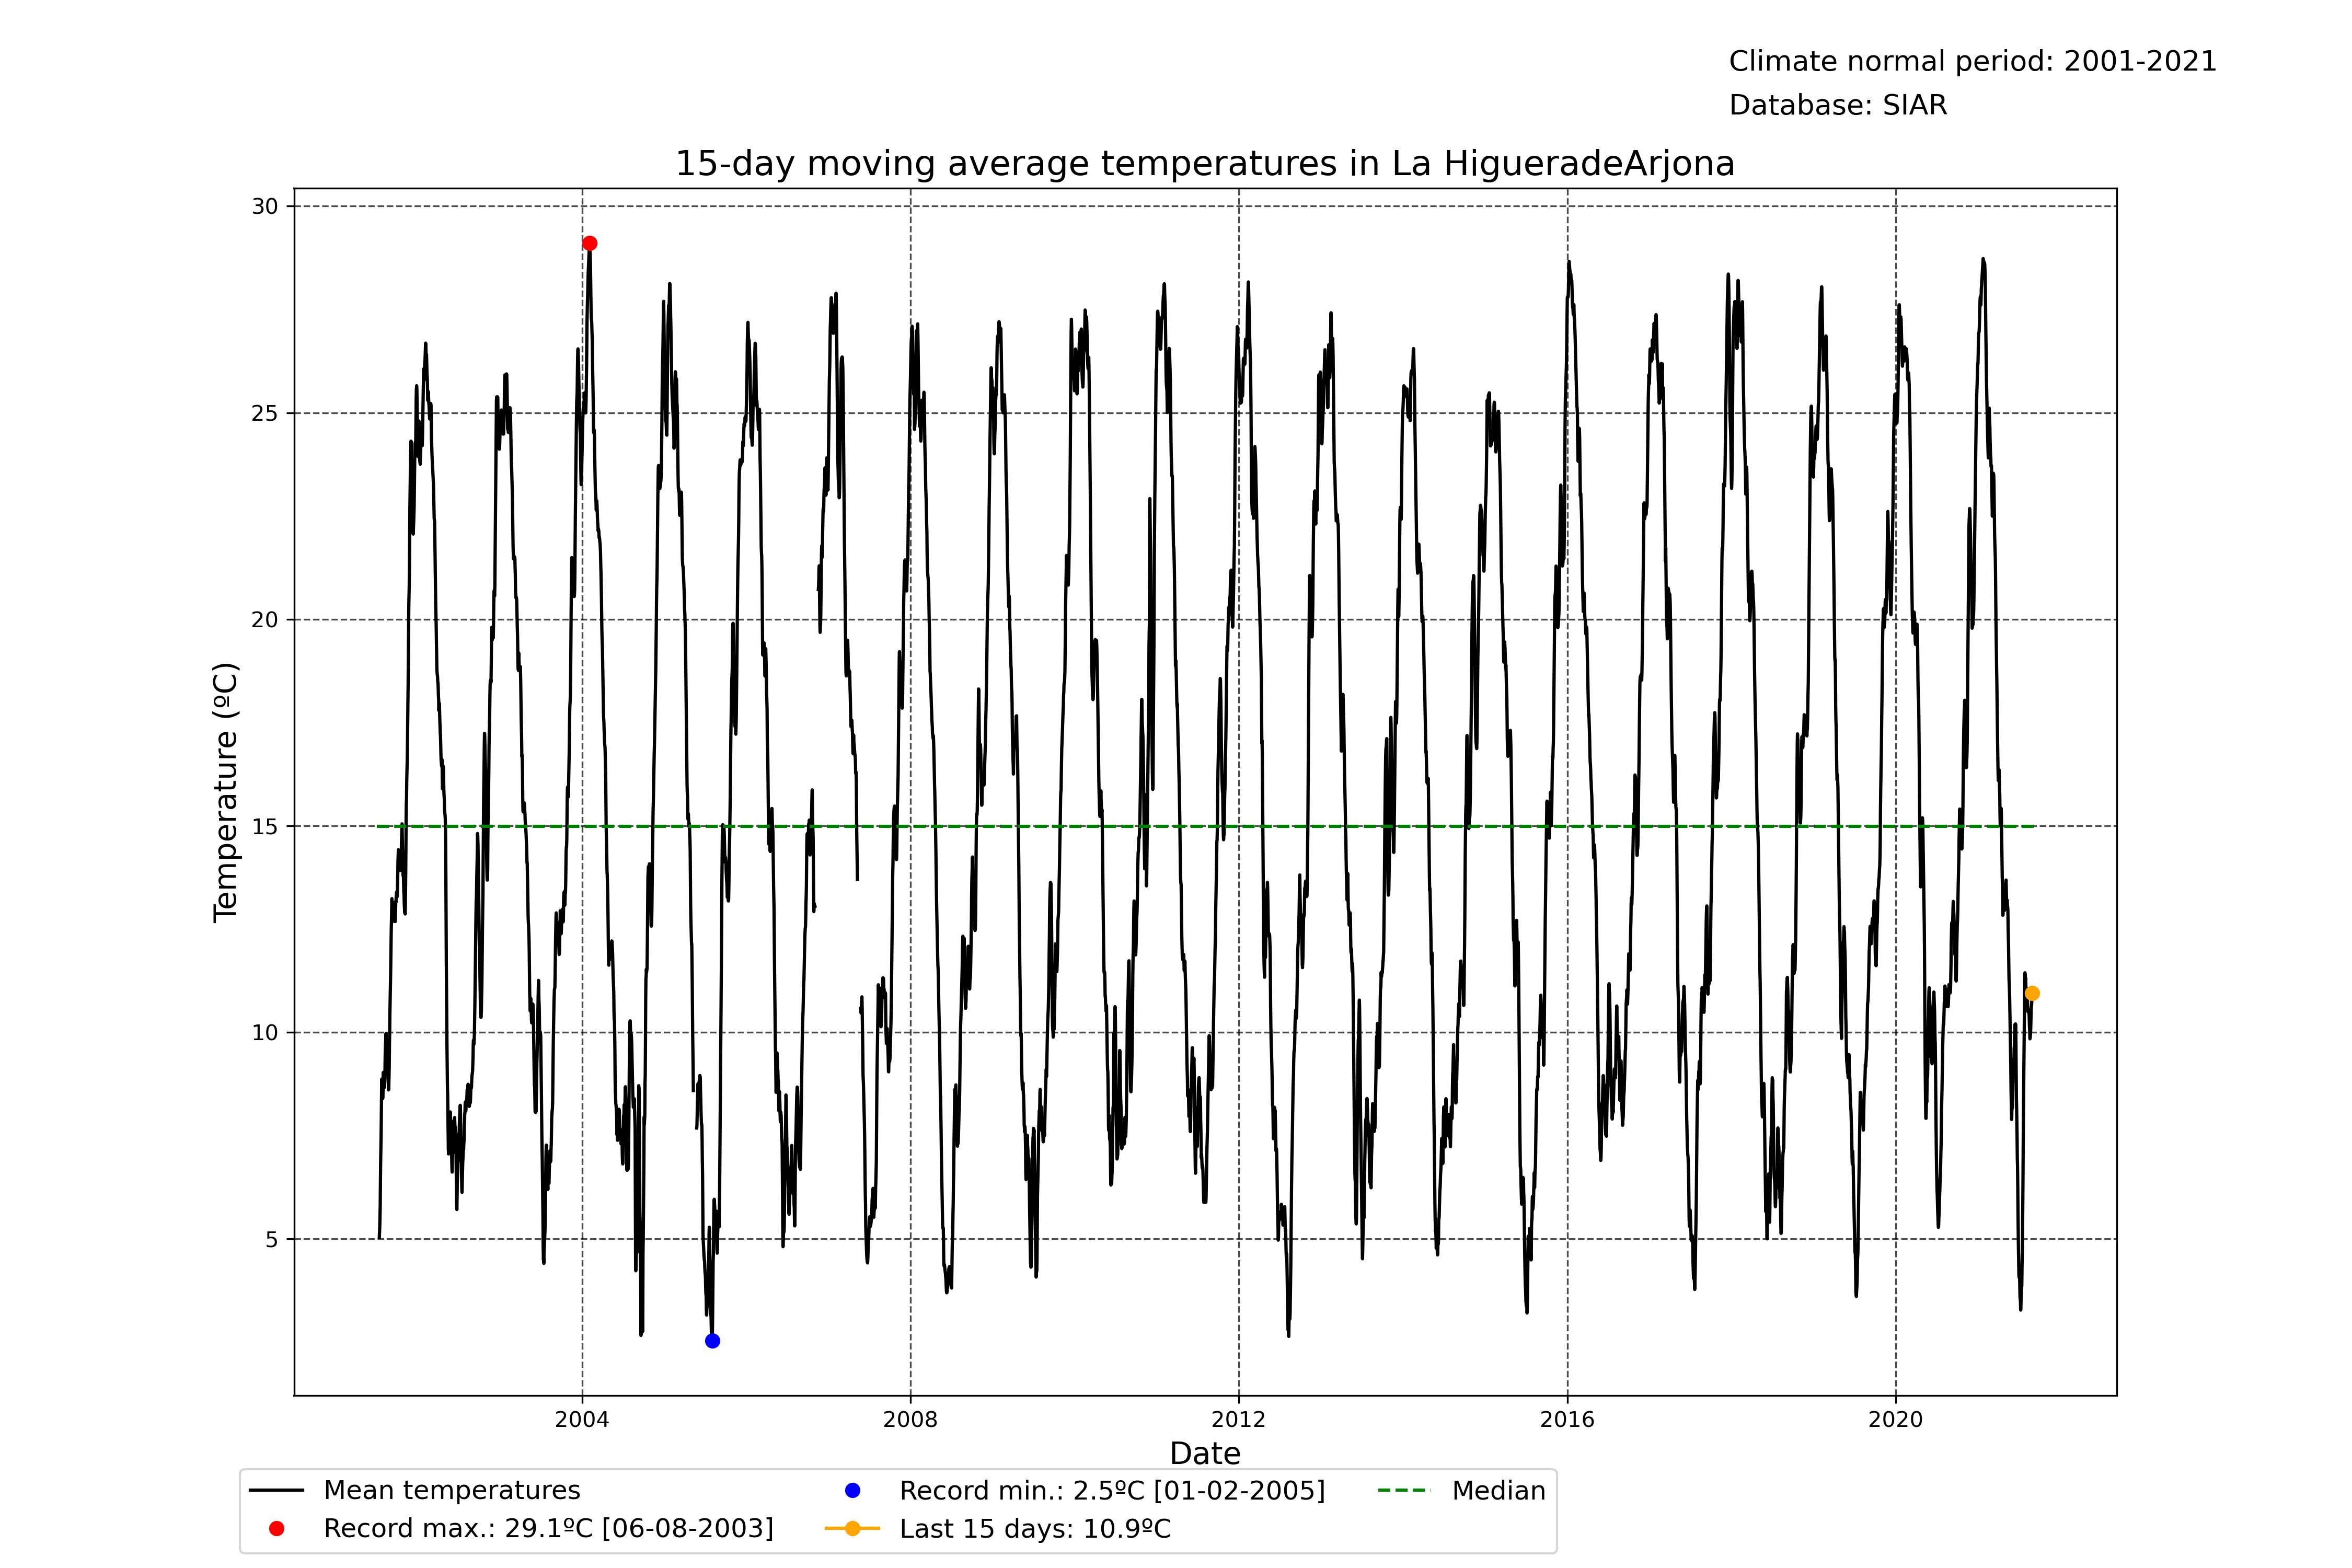 Climate normal period: 2001-2021
Database: SIAR
15-day moving average temperatures in La HigueradeArjona
30
25
20
15
10
5
Temperature (ºC)
2004
2008
2012
2016
2020
Date
Mean temperatures
Record max.: 29.1ºC [06-08-2003]
Record min.: 2.5ºC [01-02-2005]
Last 15 days: 10.9ºC
Median